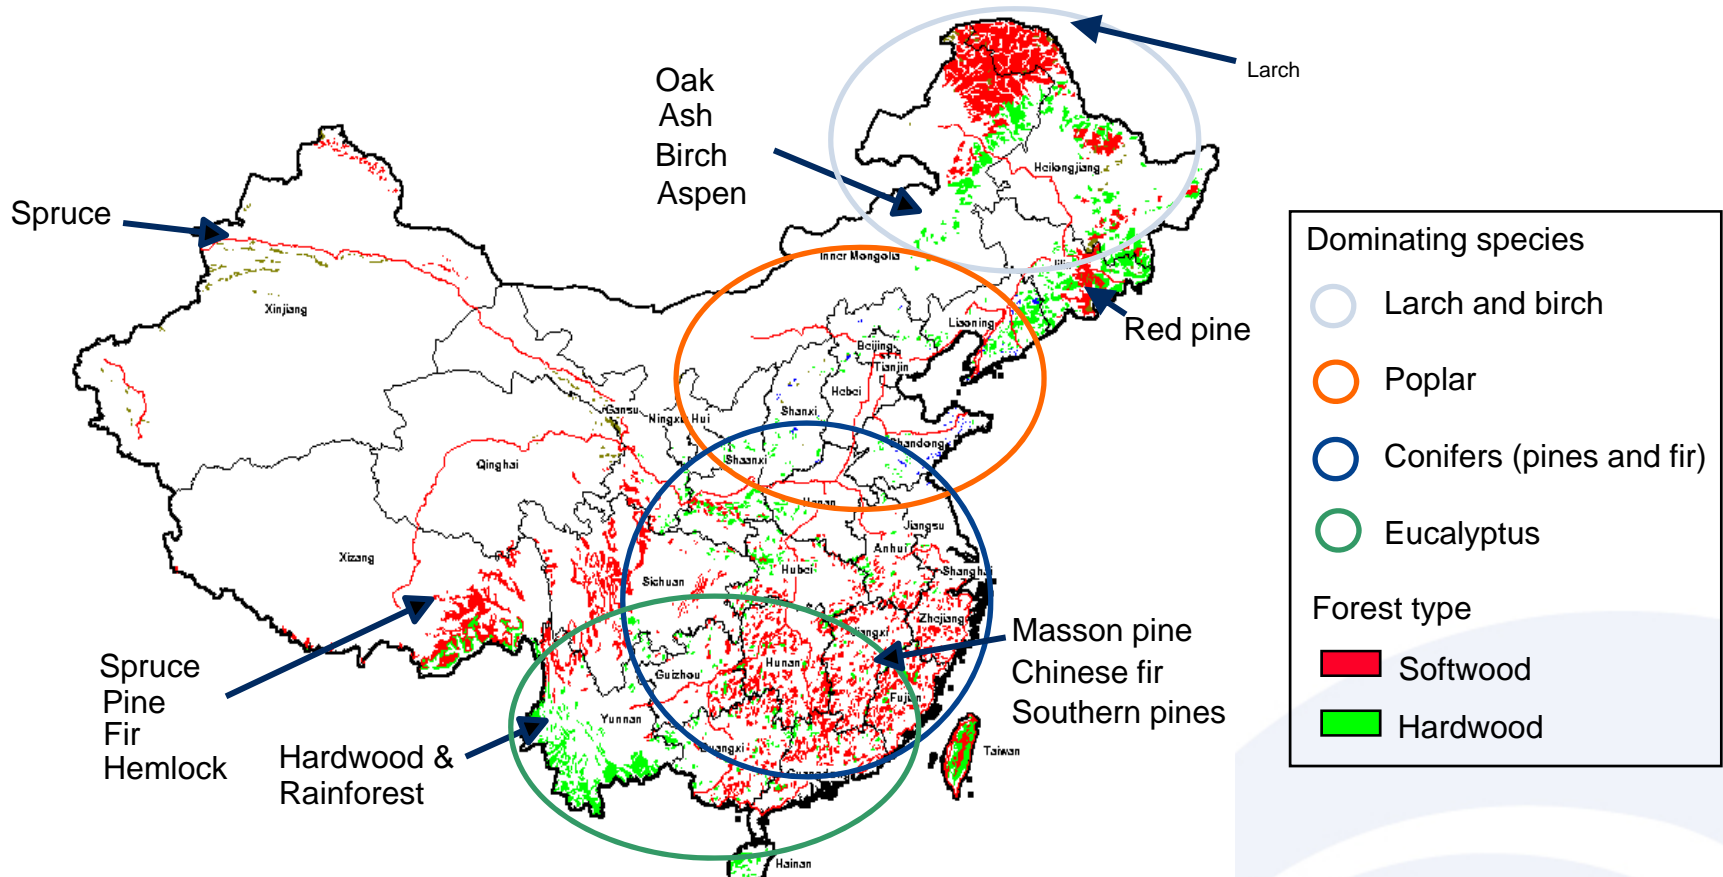 Larch
Oak
Ash
Birch
Aspen
Spruce
Heilongjiang
Inner Mongolia
Xinjiang
Liaoning
Red pine
Beijing
Tianjin
Hebei
Gansu
Ningxia Hui
Shanxi
Shandong
Shaanxi
Qinghai
Henan
Jiangsu
Anhui
Shanghai
Xizang
Sichuan
Hubei
Zhejiang
Jiangxi
Hunan
Guizhou
Fujian
Yunnan
Guangxi
Guangdong
Taiwan
Hainan
Masson pine
Chinese fir
Southern pines
Spruce
Pine
Fir
Hemlock
Hardwood &
Rainforest
Dominating species
Larch and birch
Poplar
Conifers (pines and fir)
Eucalyptus
Forest type
Softwood
Hardwood